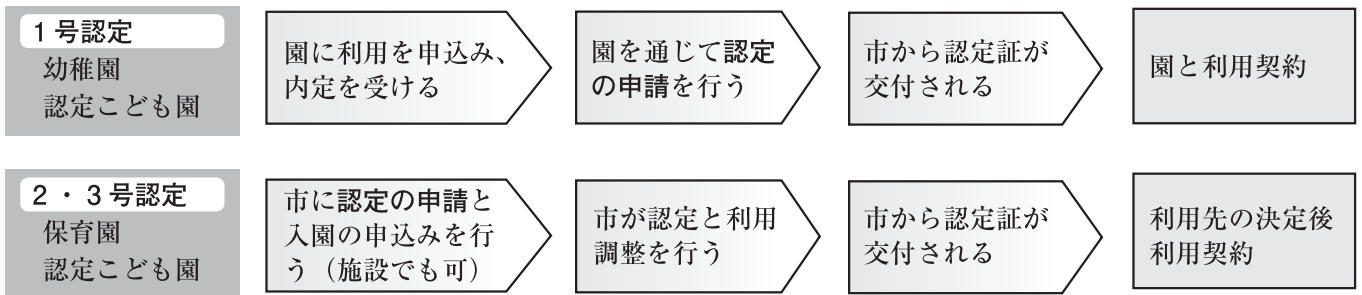 1号認定
幼稚園
認定こども園
園に利用を申込み、
内定を受ける
園を通じて認定
の申請を行う
市から認定証が
交付される
園と利用契約
2・3号認定
保育園
認定こども園
市に認定の申請と
入園の申込みを行
う（施設でも可）
市が認定と利用
調整を行う
市から認定証が
交付される
利用先の決定後
利用契約